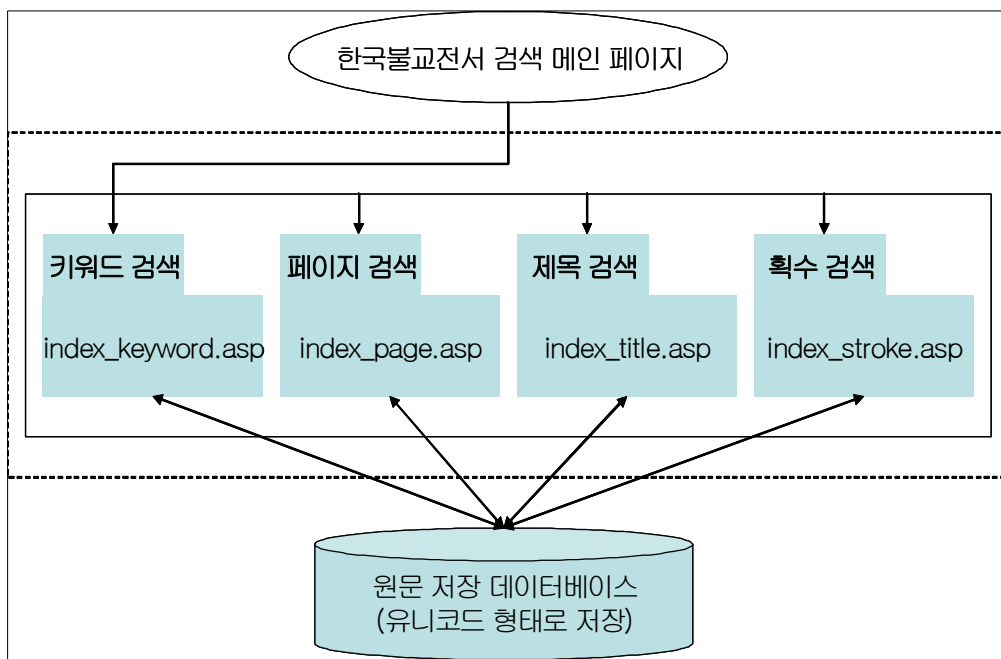 한국불교전서 검색 메인 페이지
키워드 검색
페이지 검색
제목 검색
획수 검색
index_keyword.asp
index_page.asp
index_title.asp
index_stroke.asp
원문 저장 데이터베이스
(유니코드 형태로 저장)